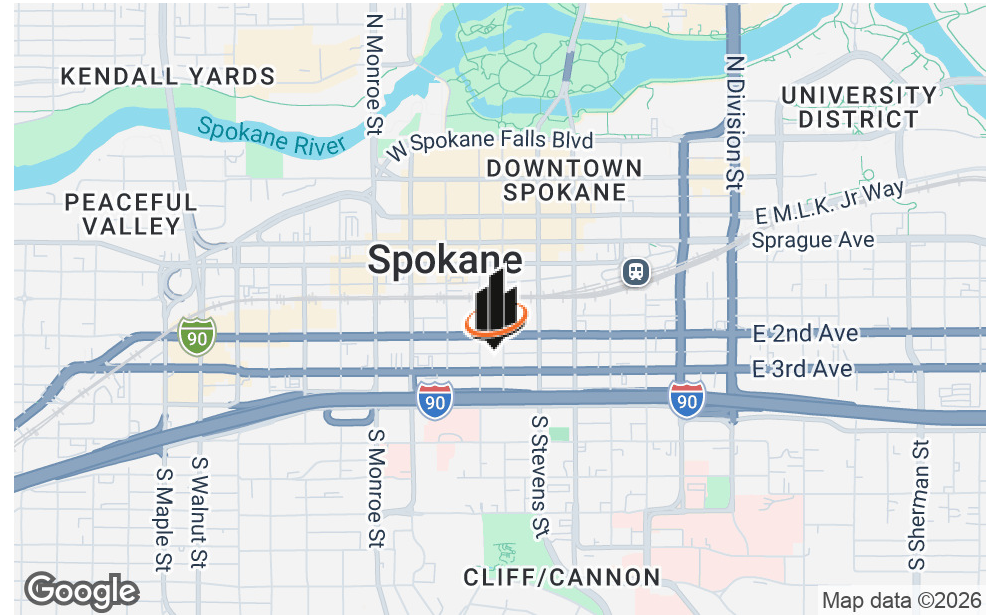 KENDALL YARDS
N Monroe St
N Division St
UNIVERSITY
DISTRICT
Spokane River
W Spokane Falls Blvd
DOWNTOWN
SPOKANE
PEACEFUL
VALLEY
E M.L.K. Jr Way
Sprague Ave
Spokane
90
E 2nd Ave
E 3rd Ave
90
90
S Maple St
S Walnut St
S Monroe St
S Stevens St
S Sherman St
CLIFF/CANNON
Google
Map data ©2026